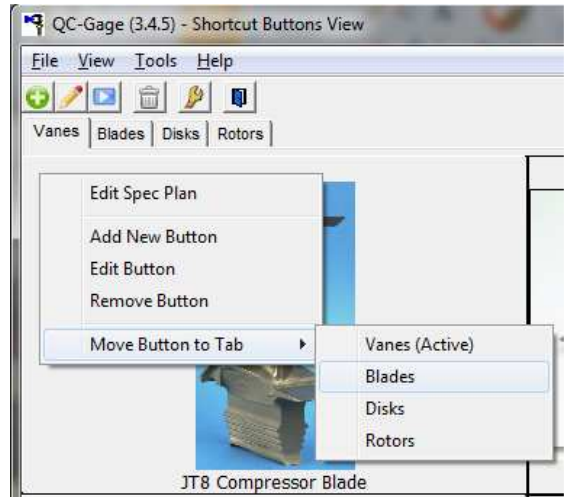 QC-Gage (3.4.5) - Shortcut Buttons View
File View Tools Help
Vanes Blades Disks Rotors
Edit Spec Plan
Add New Button
Edit Button
Remove Button
Move Button to Tab
Vanes (Active)
Blades
Disks
Rotors
JT8 Compressor Blade